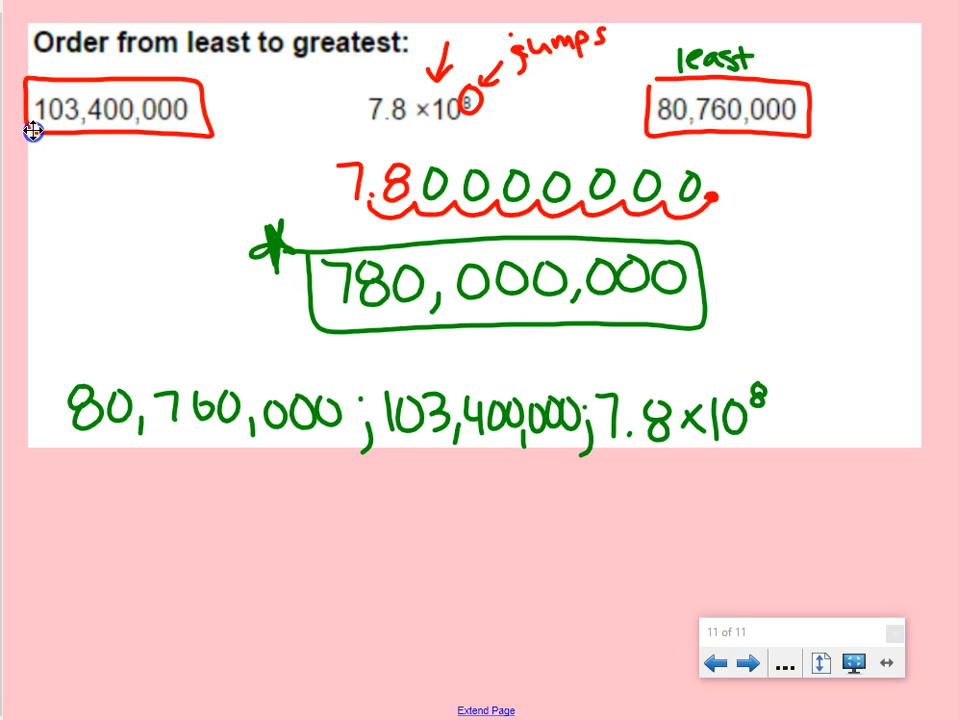 Order from least to greatest:
jumps
least
103,400,000 7.8 ×10⁸ 80,760,000
7.80000000.
* 780,000,000
80,760,000 ; 103,400,000; 7.8×10⁸
11 of 11
...
Extend Page